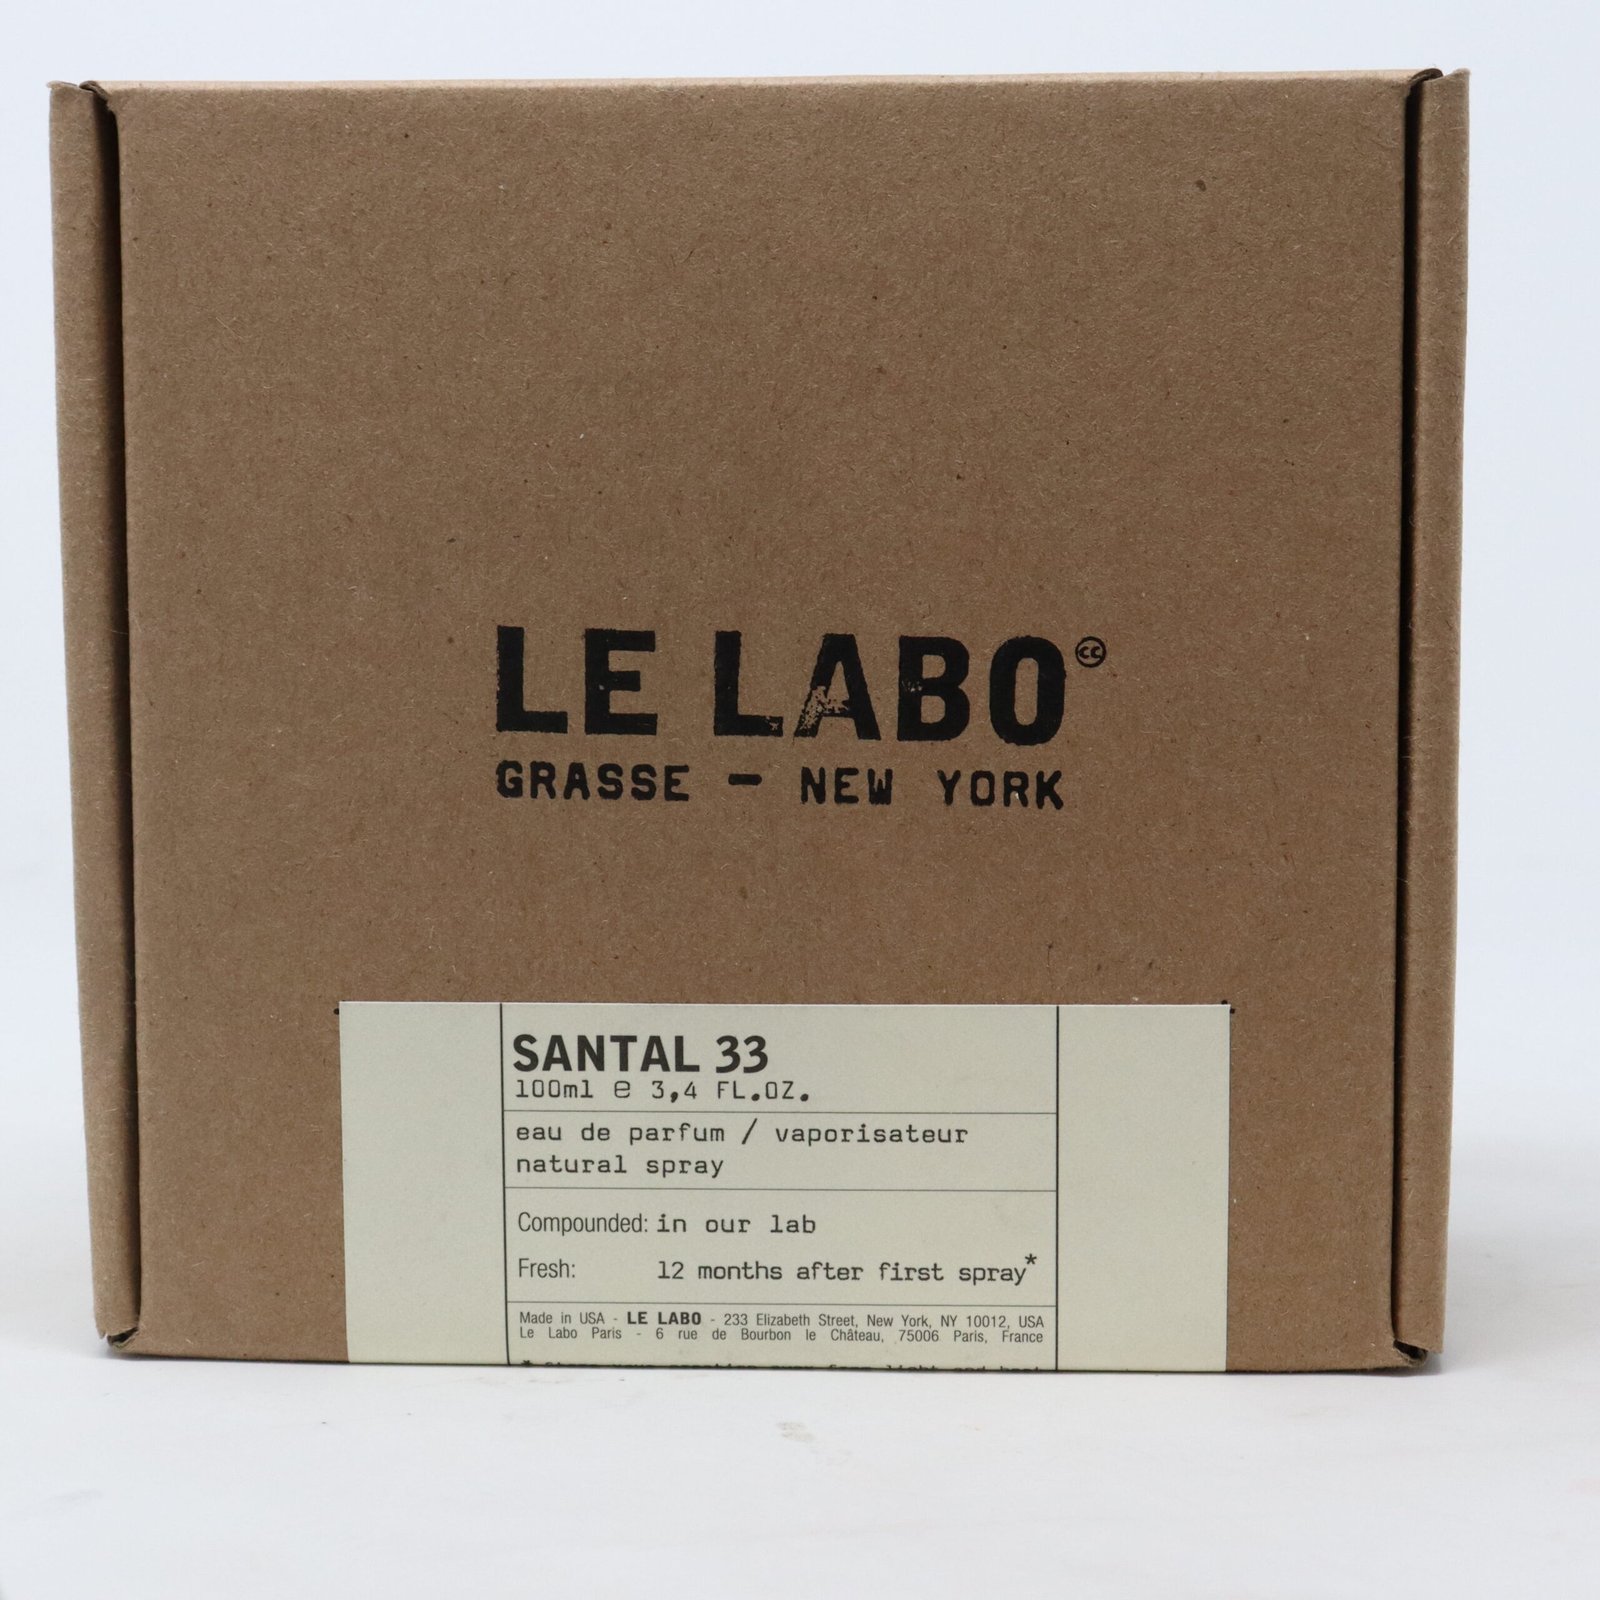 LE LABO
GRASSE - NEW YORK
SANTAL 33
100ml e 3,4 FL.OZ.
eau de parfum / vaporisateur
natural spray
Compounded: in our lab
Fresh: 12 months after first spray*
Made in USA - LE LABO - 233 Elizabeth Street, New York, NY 10012, USA
Le Labo Paris - 6 rue de Bourbon le Château, 75006 Paris, France